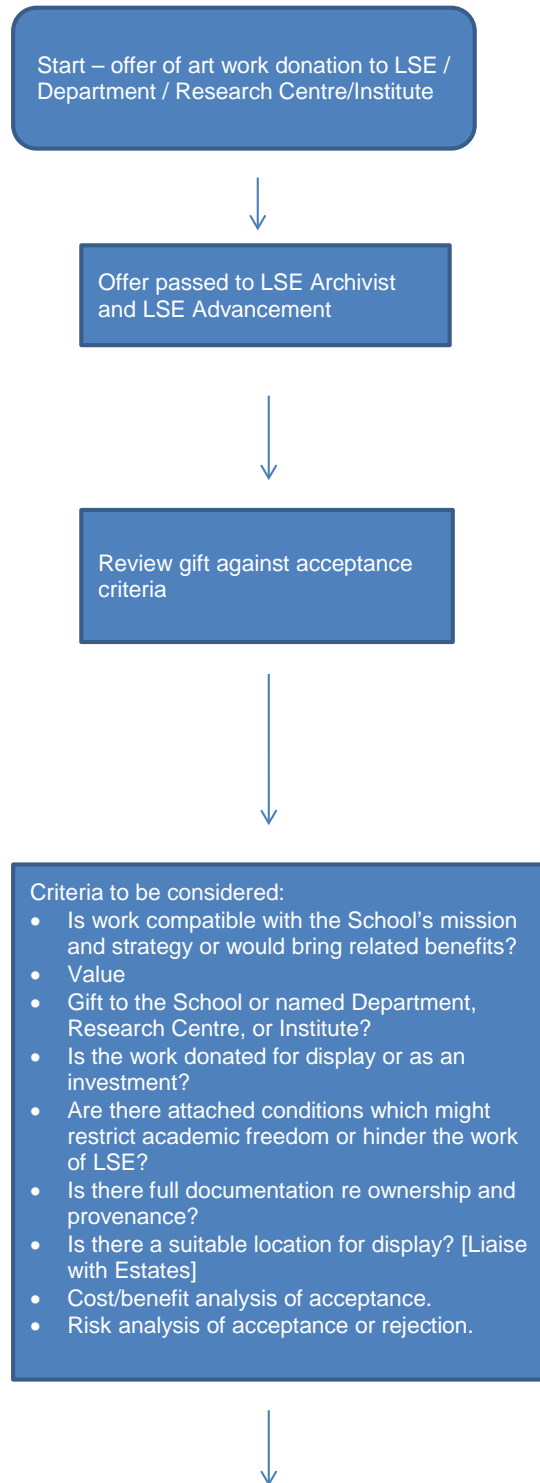 Start – offer of art work donation to LSE /
Department / Research Centre/Institute
Offer passed to LSE Archivist
and LSE Advancement
Review gift against acceptance
criteria
Criteria to be considered:
• Is work compatible with the School’s mission
and strategy or would bring related benefits?
• Value
• Gift to the School or named Department,
Research Centre, or Institute?
• Is the work donated for display or as an
investment?
• Are there attached conditions which might
restrict academic freedom or hinder the work
of LSE?
• Is there full documentation re ownership and
provenance?
• Is there a suitable location for display? [Liaise
with Estates]
• Cost/benefit analysis of acceptance.
• Risk analysis of acceptance or rejection.